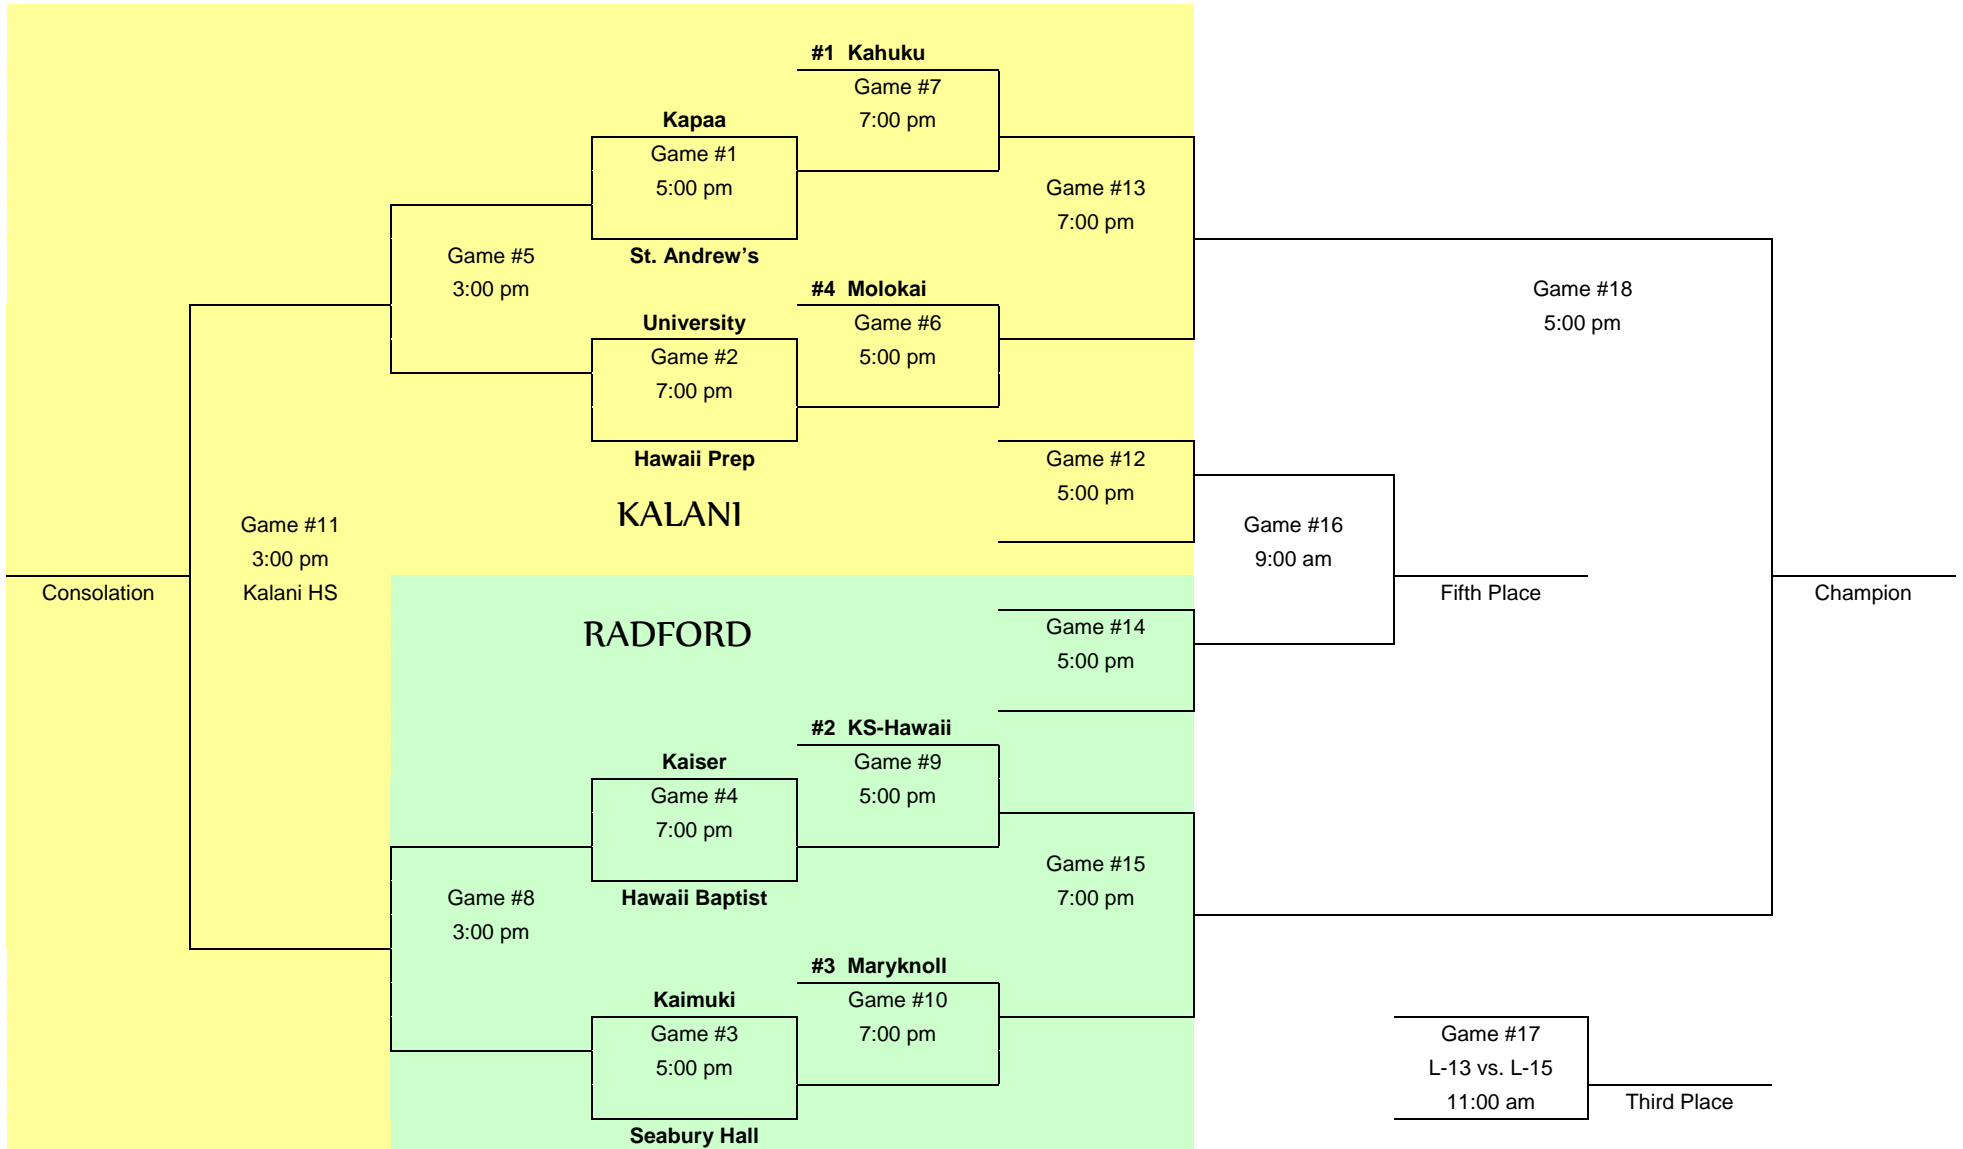 #1 Kahuku
Game #7
7:00 pm
Kapaa
Game #1
5:00 pm
St. Andrew’s
Game #13
7:00 pm
Game #5
3:00 pm
#4 Molokai
Game #6
5:00 pm
University
Game #2
7:00 pm
Hawaii Prep
Game #18
5:00 pm
Game #12
5:00 pm
KALANI
Game #11
3:00 pm
Kalani HS
Consolation
Game #16
9:00 am
Fifth Place
Champion
RADFORD
Game #14
5:00 pm
#2 KS-Hawaii
Game #9
5:00 pm
Kaiser
Game #4
7:00 pm
Hawaii Baptist
Game #15
7:00 pm
Game #8
3:00 pm
#3 Maryknoll
Game #10
7:00 pm
Kaimuki
Game #3
5:00 pm
Seabury Hall
Game #17
L-13 vs. L-15
11:00 am
Third Place